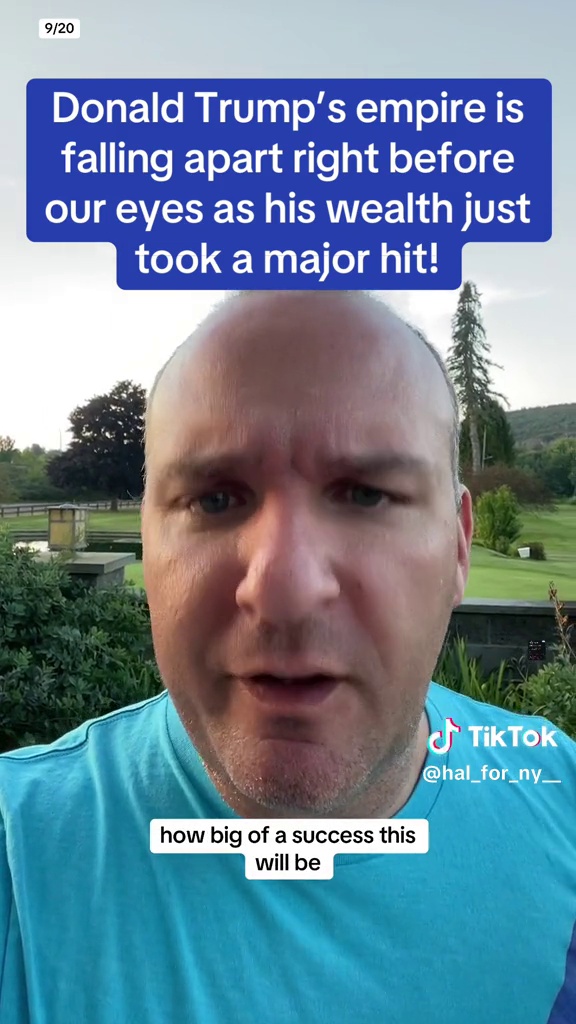 9/20
Donald Trump’s empire is
falling apart right before
our eyes as his wealth just
took a major hit!
TikTok
@hal_for_ny__
how big of a success this
will be